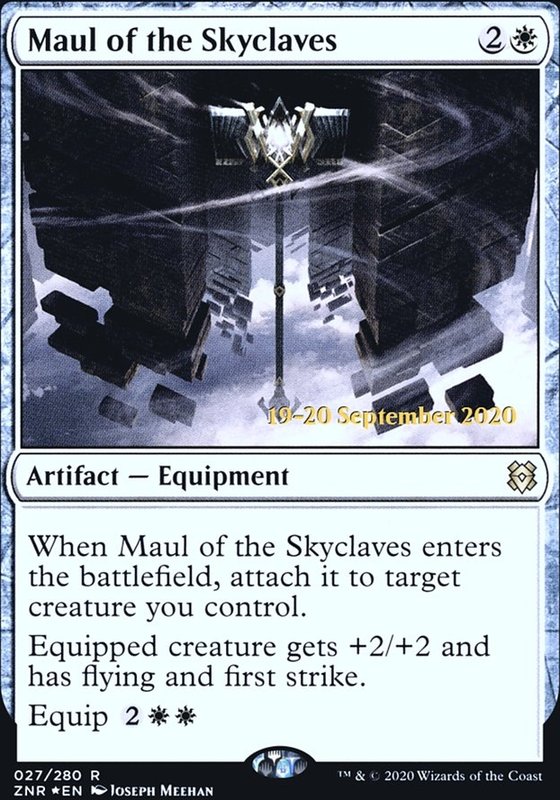 Maul of the Skyclaves 2
19–20 September 2020
Artifact — Equipment
When Maul of the Skyclaves enters
the battlefield, attach it to target
creature you control.
Equipped creature gets +2/+2 and
has flying and first strike.
Equip 2
027/280 R
ZNR ★ EN Joseph Meehan
™ & © 2020 Wizards of the Coast